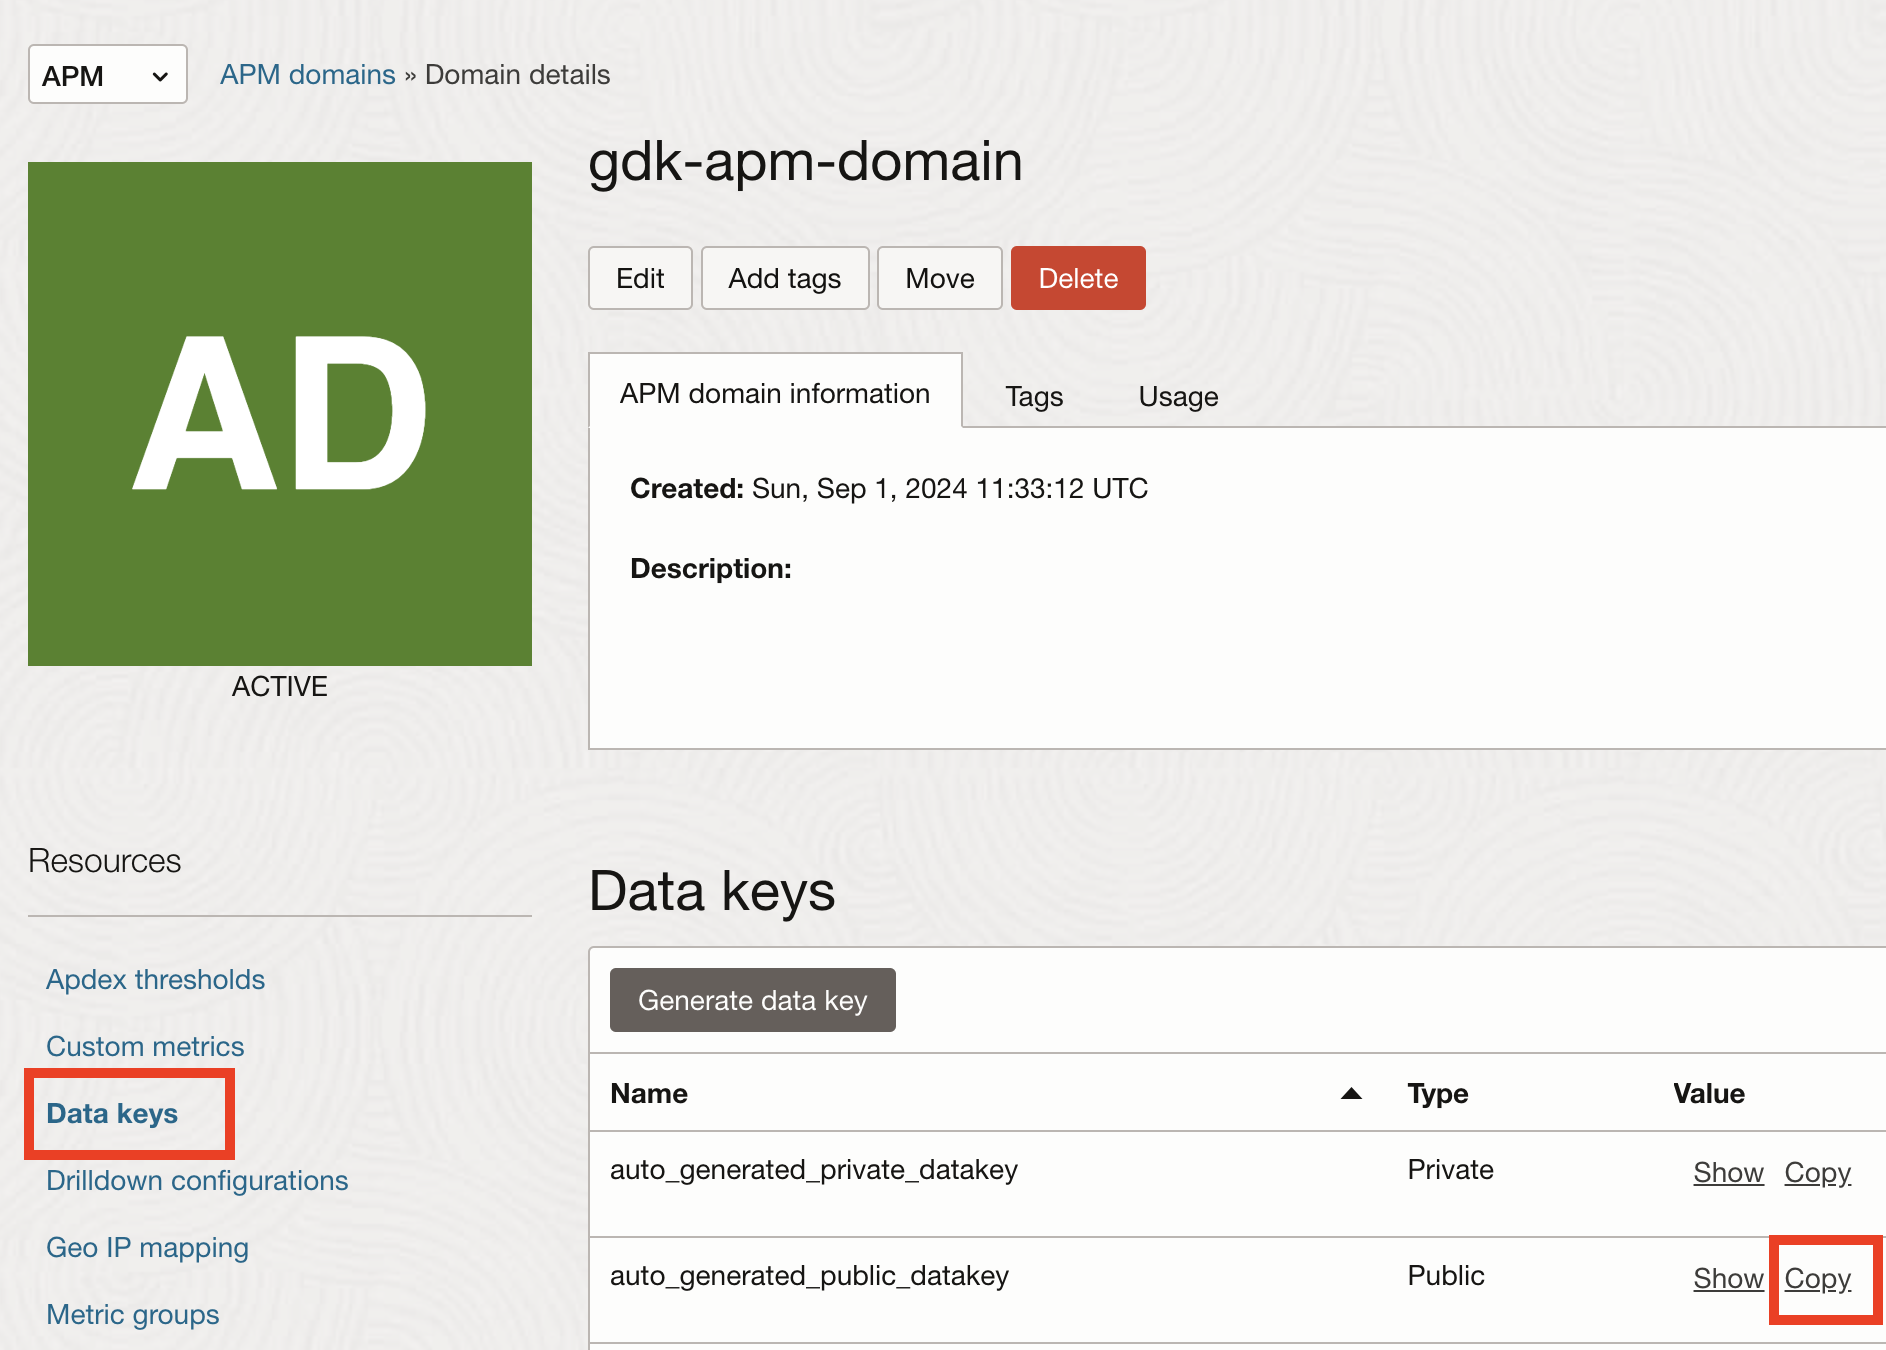 APM
APM domains » Domain details
gdk-apm-domain
Edit
Add tags
Move
Delete
AD
ACTIVE
APM domain information
Tags
Usage
Created: Sun, Sep 1, 2024 11:33:12 UTC
Description:
Resources
Apdex thresholds
Custom metrics
Data keys
Drilldown configurations
Geo IP mapping
Metric groups
Data keys
Generate data key
Name Type Value
auto_generated_private_datakey Private Show Copy
auto_generated_public_datakey Public Show Copy